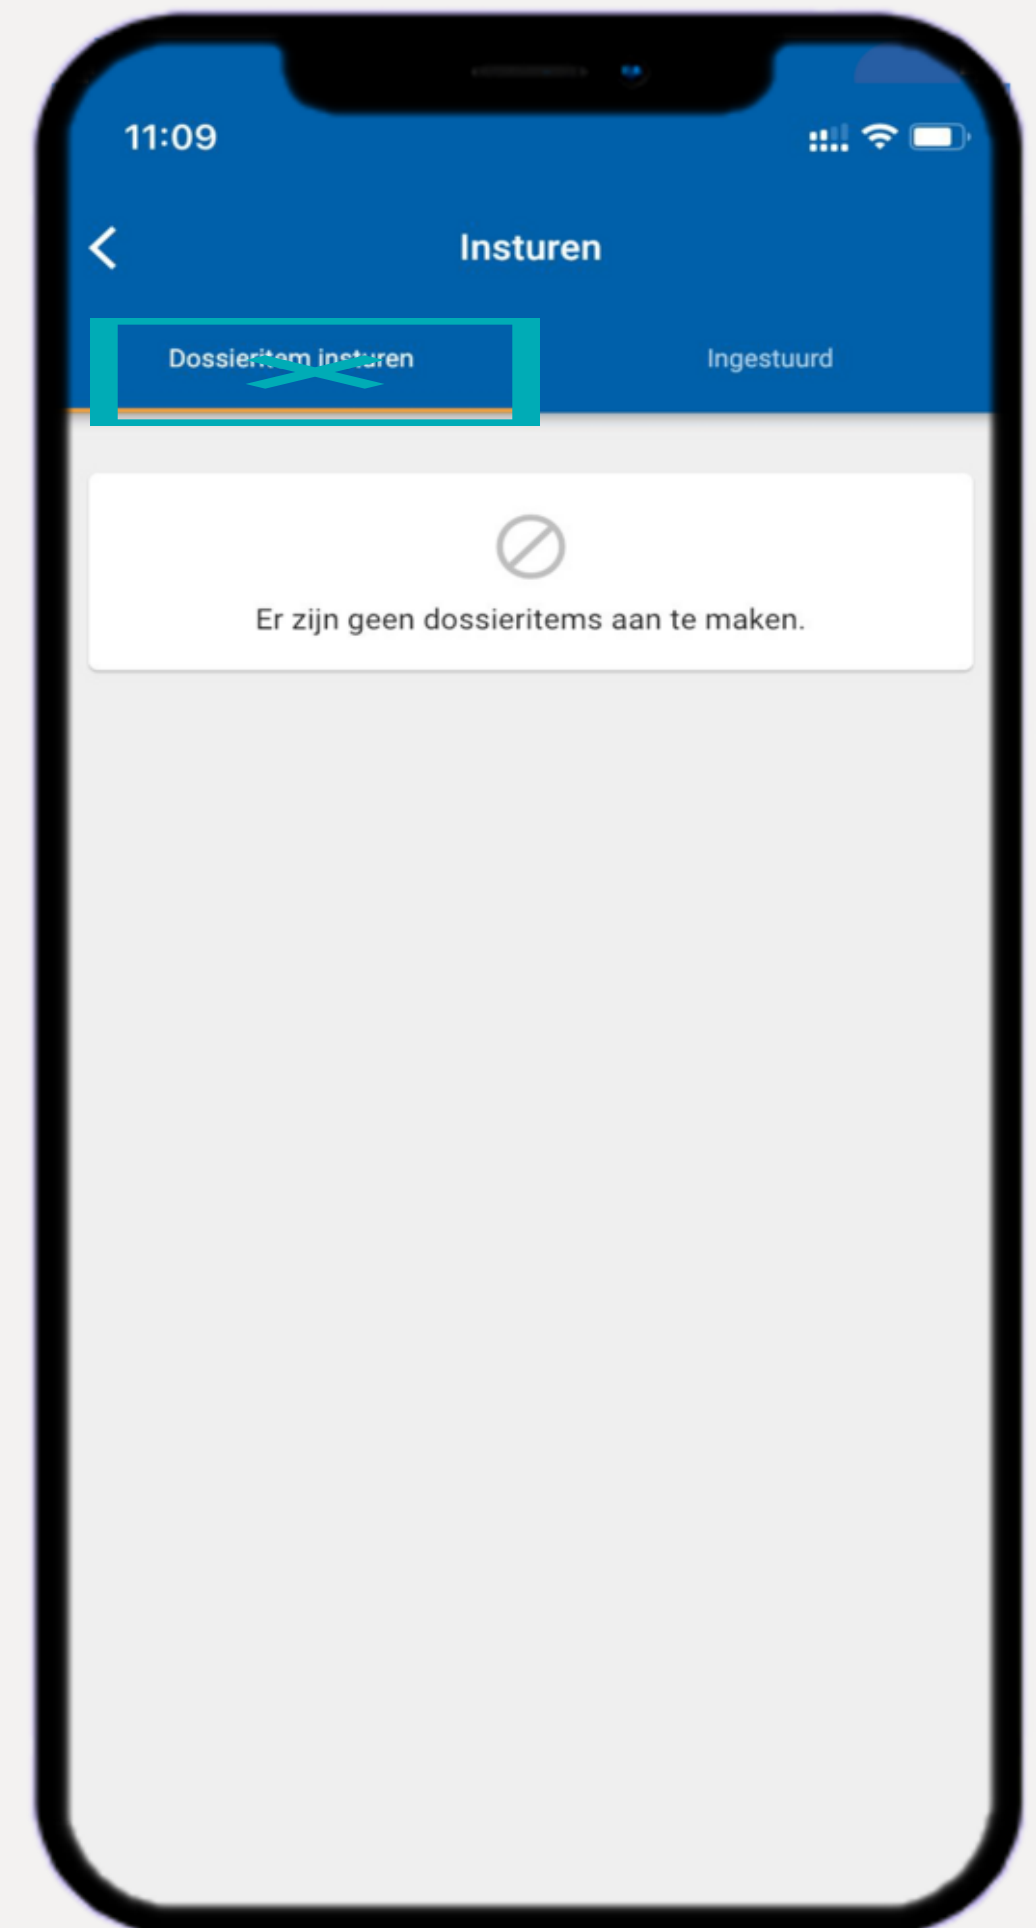 11:09
Insturen
Dossieritem insturen
Ingestuurd
Er zijn geen dossieritems aan te maken.